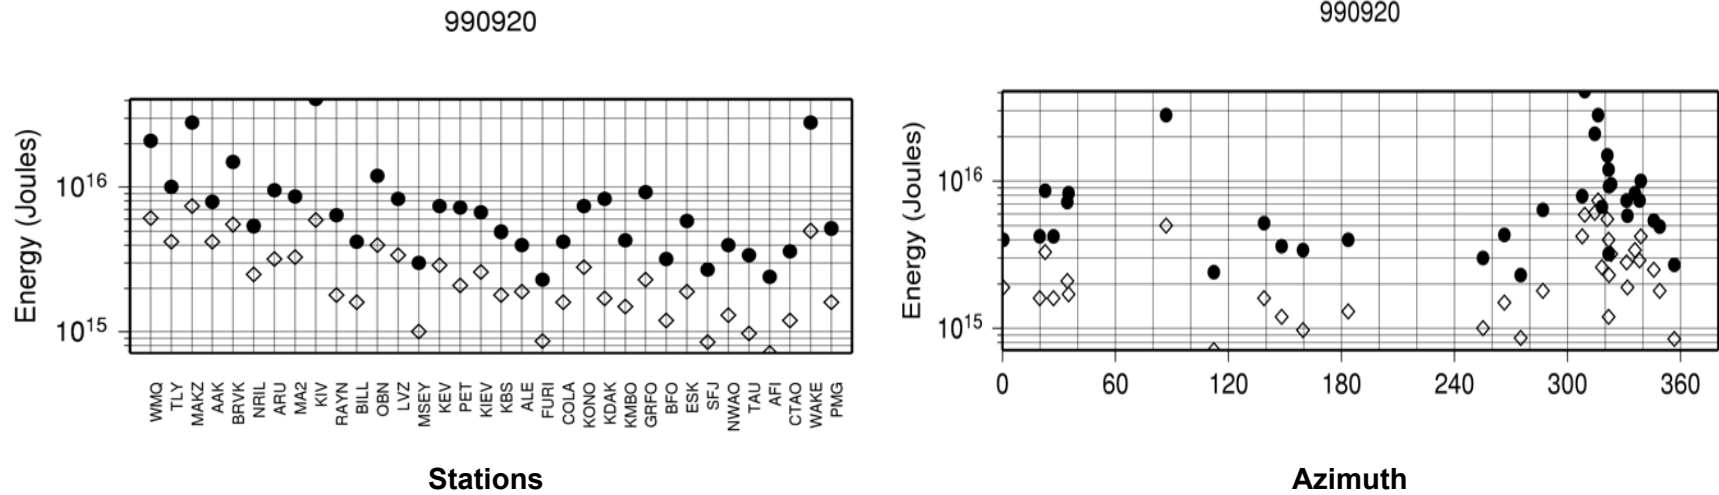 990920
Energy (Joules)
10^16
10^15
WMQ
TLY
MAKZ
AAK
BRVK
NRIL
ARU
MA2
KIV
RAYN
BILL
OBN
LVZ
MSEY
KEV
PET
KIEV
KBS
ALE
FURI
COLA
KONO
KDAK
KMBO
GRFO
BFO
ESK
SFJ
NWAO
TAU
AFI
CTAO
WAKE
PMG
Stations
990920
Energy (Joules)
10^16
10^15
0 60 120 180 240 300 360
Azimuth